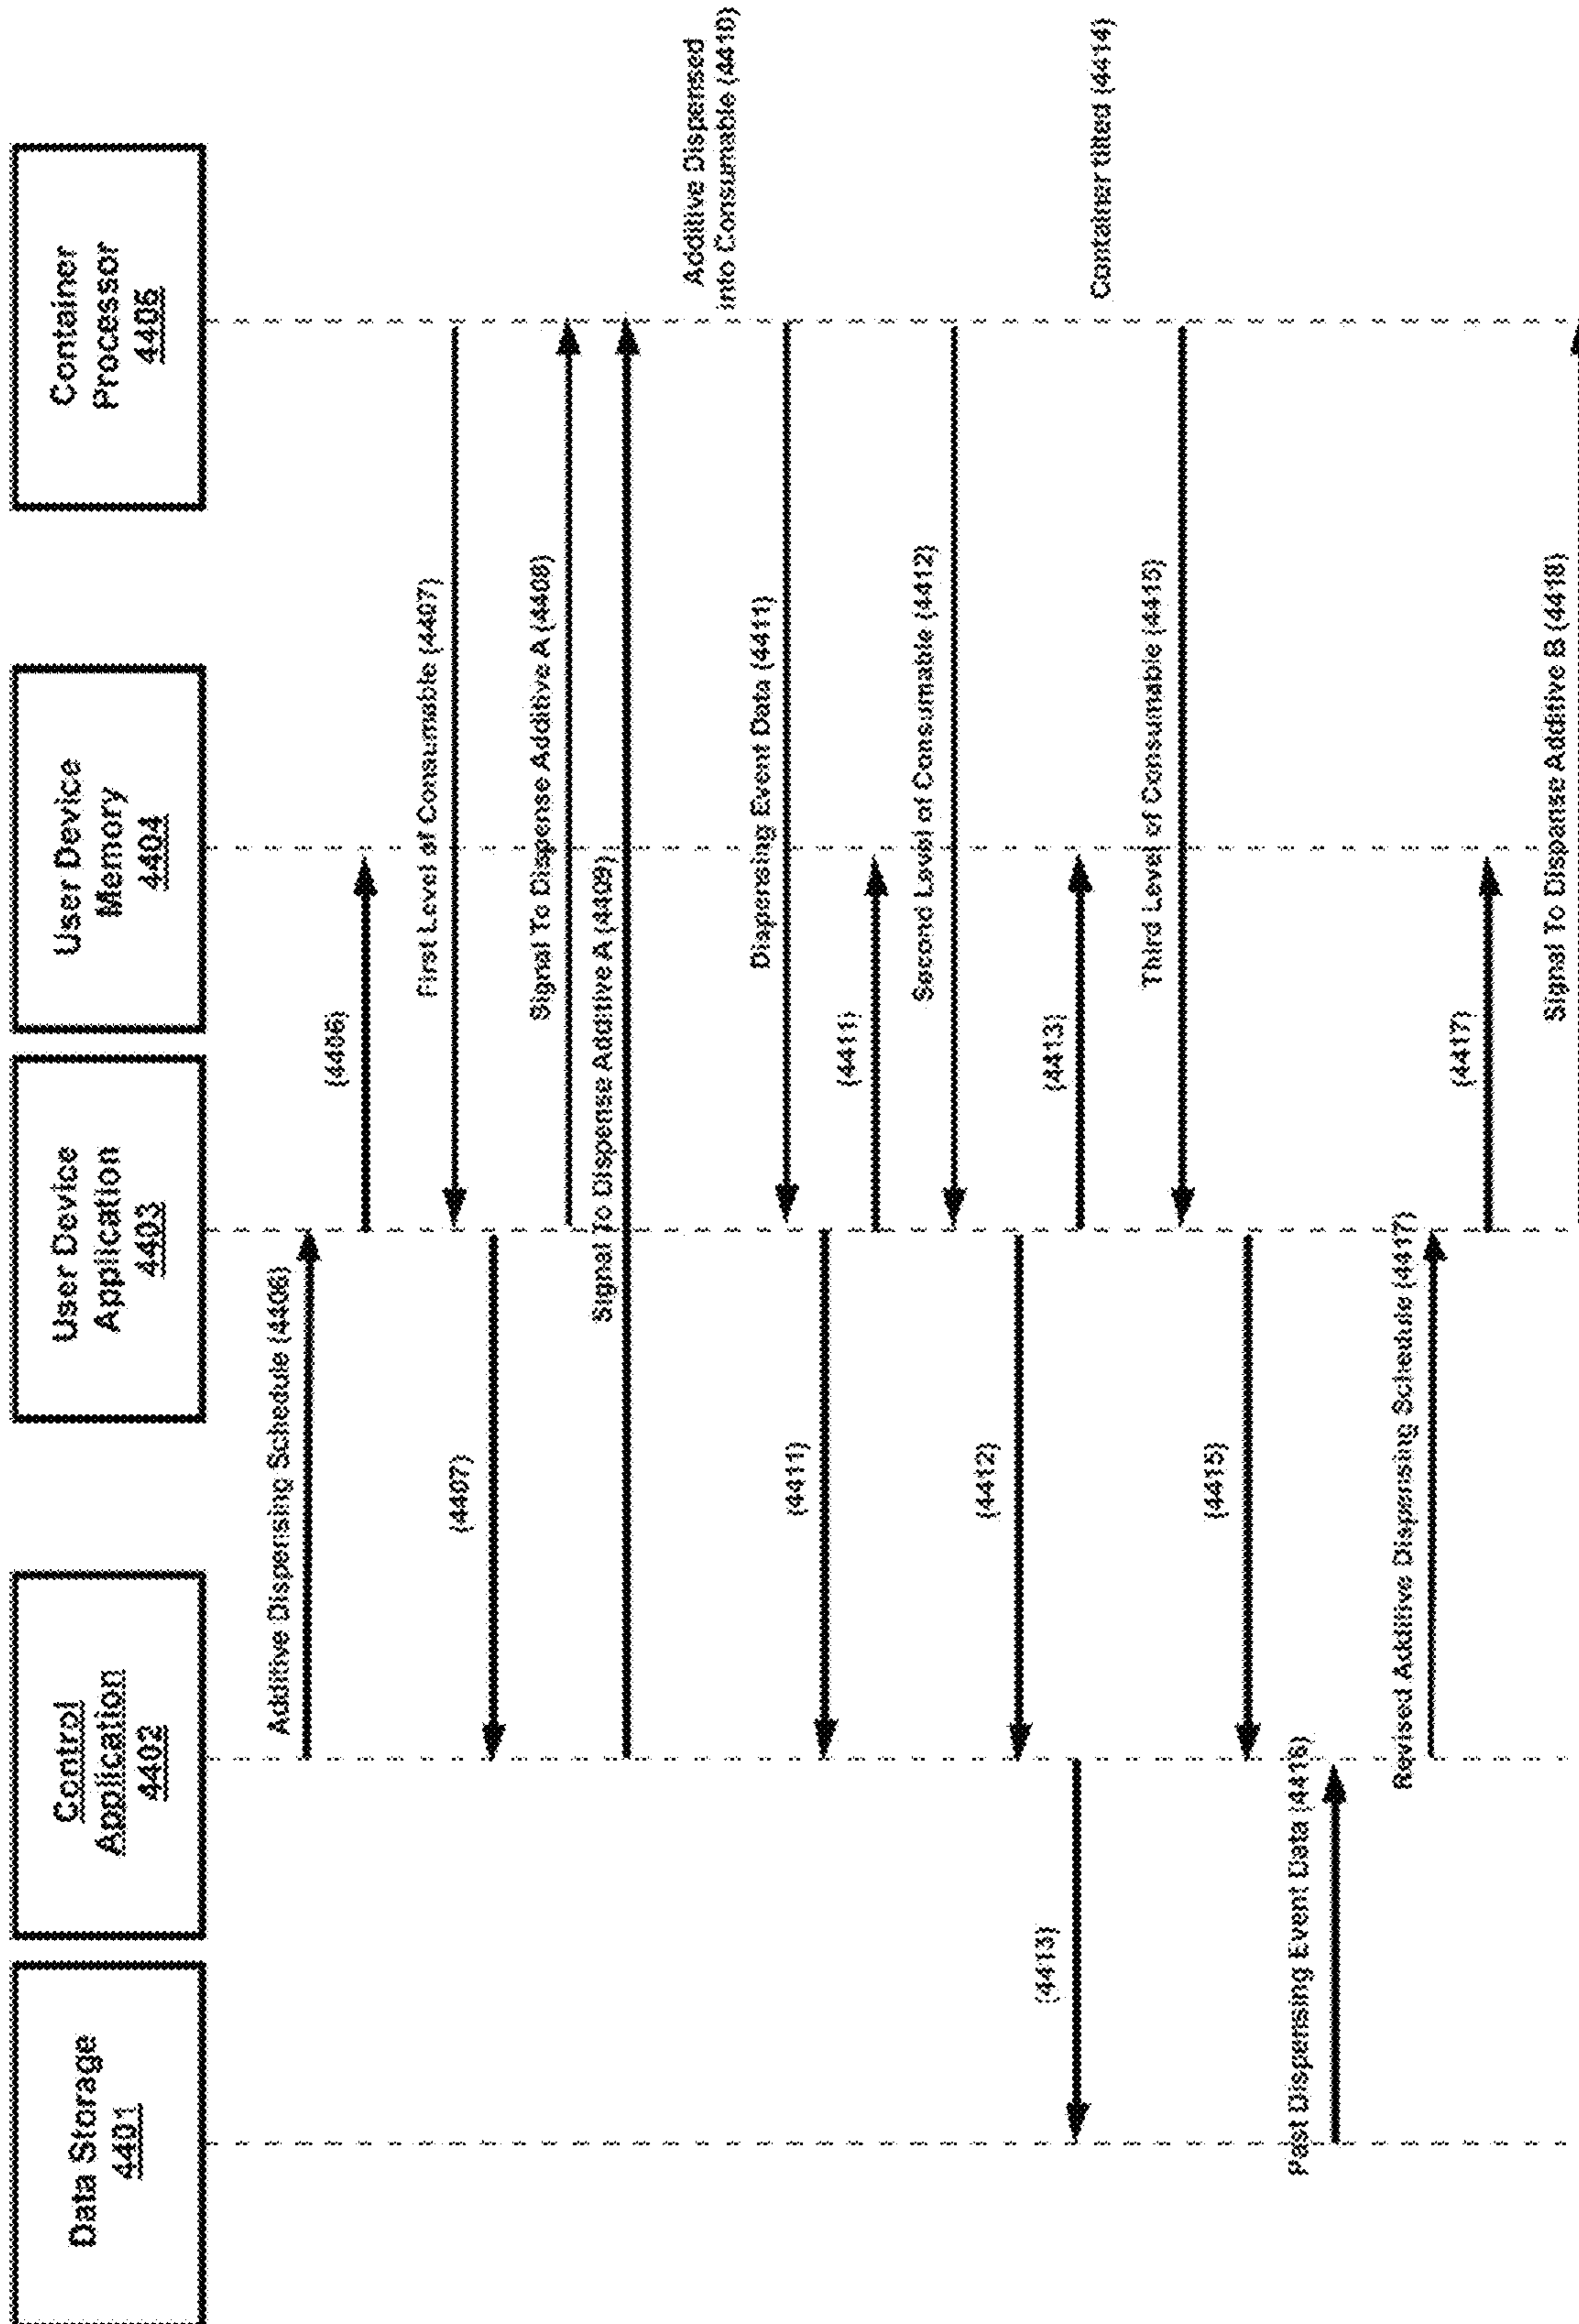 Data Storage
4401
Control
Application
4402
User Device
Application
4403
User Device
Memory
4404
Container
Processor
4406
Additive Dispensing Schedule (4406)
(4406)
First Level of Consumable (4407)
(4407)
Signal To Dispense Additive A (4408)
Signal To Dispense Additive A (4409)
Additive Dispensed
into Consumable (4410)
Dispensing Event Data (4411)
(4411)
(4411)
Second Level of Consumable (4412)
(4412)
(4413)
(4413)
Container tilted (4414)
Third Level of Consumable (4415)
(4415)
Past Dispensing Event Data (4416)
Revised Additive Dispensing Schedule (4417)
(4417)
Signal To Dispense Additive B (4418)